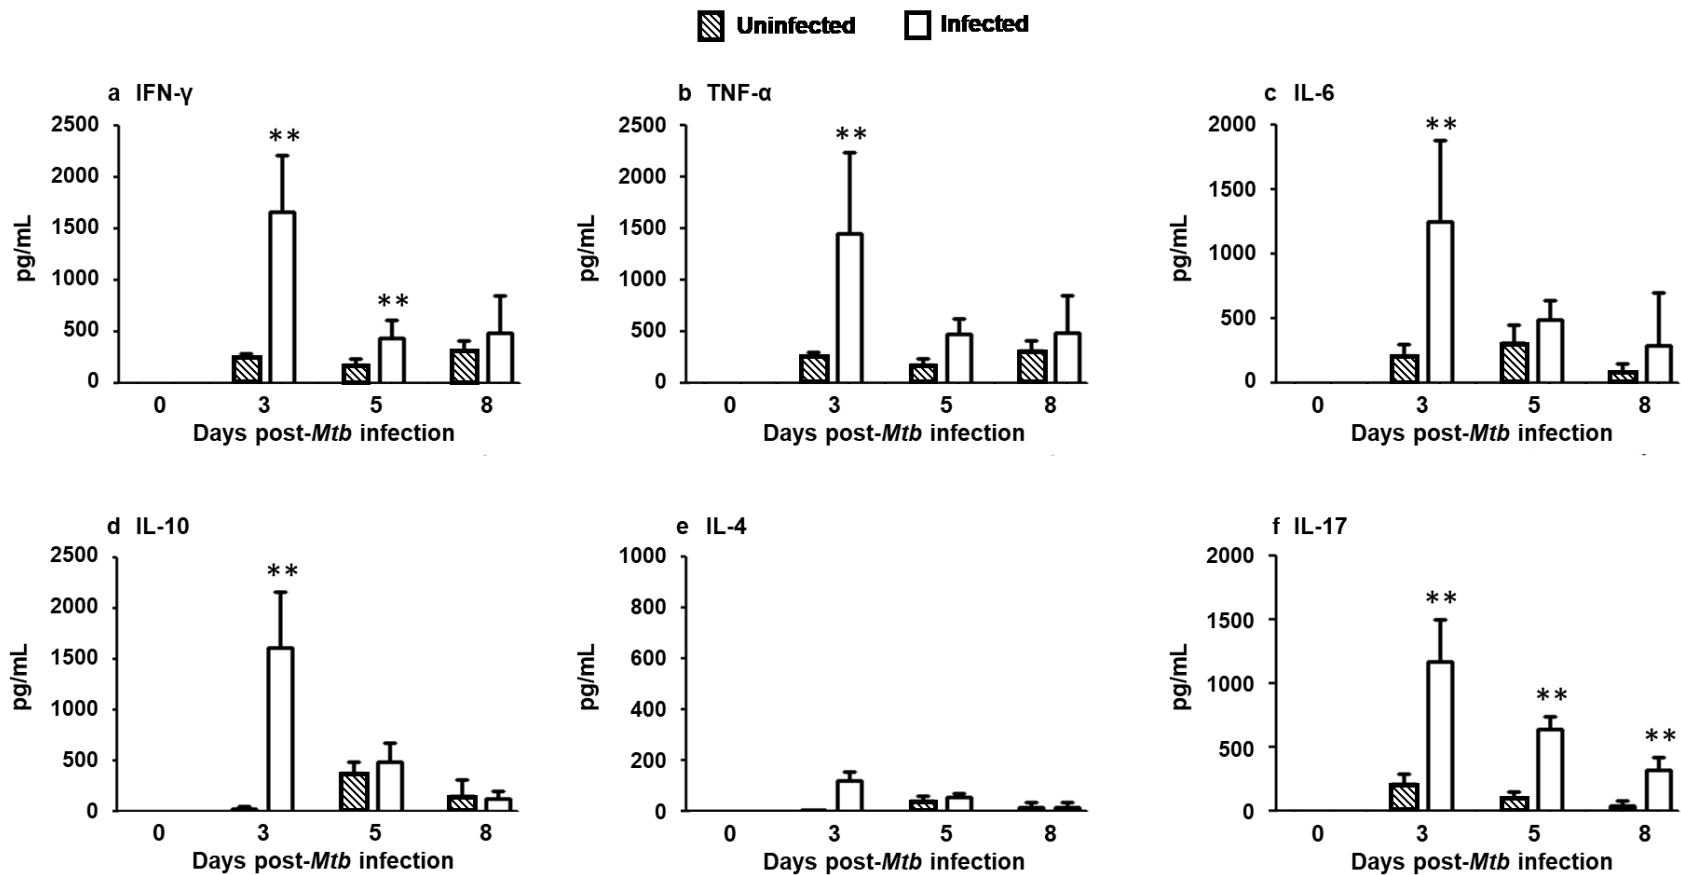 Uninfected Infected
a IFN-γ
2500
**
2000
1500
1000
**
500
0
pg/mL
0 3 5 8
Days post-Mtb infection
b TNF-α
2500
**
2000
1500
1000
500
0
pg/mL
0 3 5 8
Days post-Mtb infection
c IL-6
2000
**
1500
1000
500
0
pg/mL
0 3 5 8
Days post-Mtb infection
d IL-10
2500
**
2000
1500
1000
500
0
pg/mL
0 3 5 8
Days post-Mtb infection
e IL-4
1000
800
600
400
200
0
pg/mL
0 3 5 8
Days post-Mtb infection
f IL-17
2000
**
1500
1000
**
500
**
0
pg/mL
0 3 5 8
Days post-Mtb infection